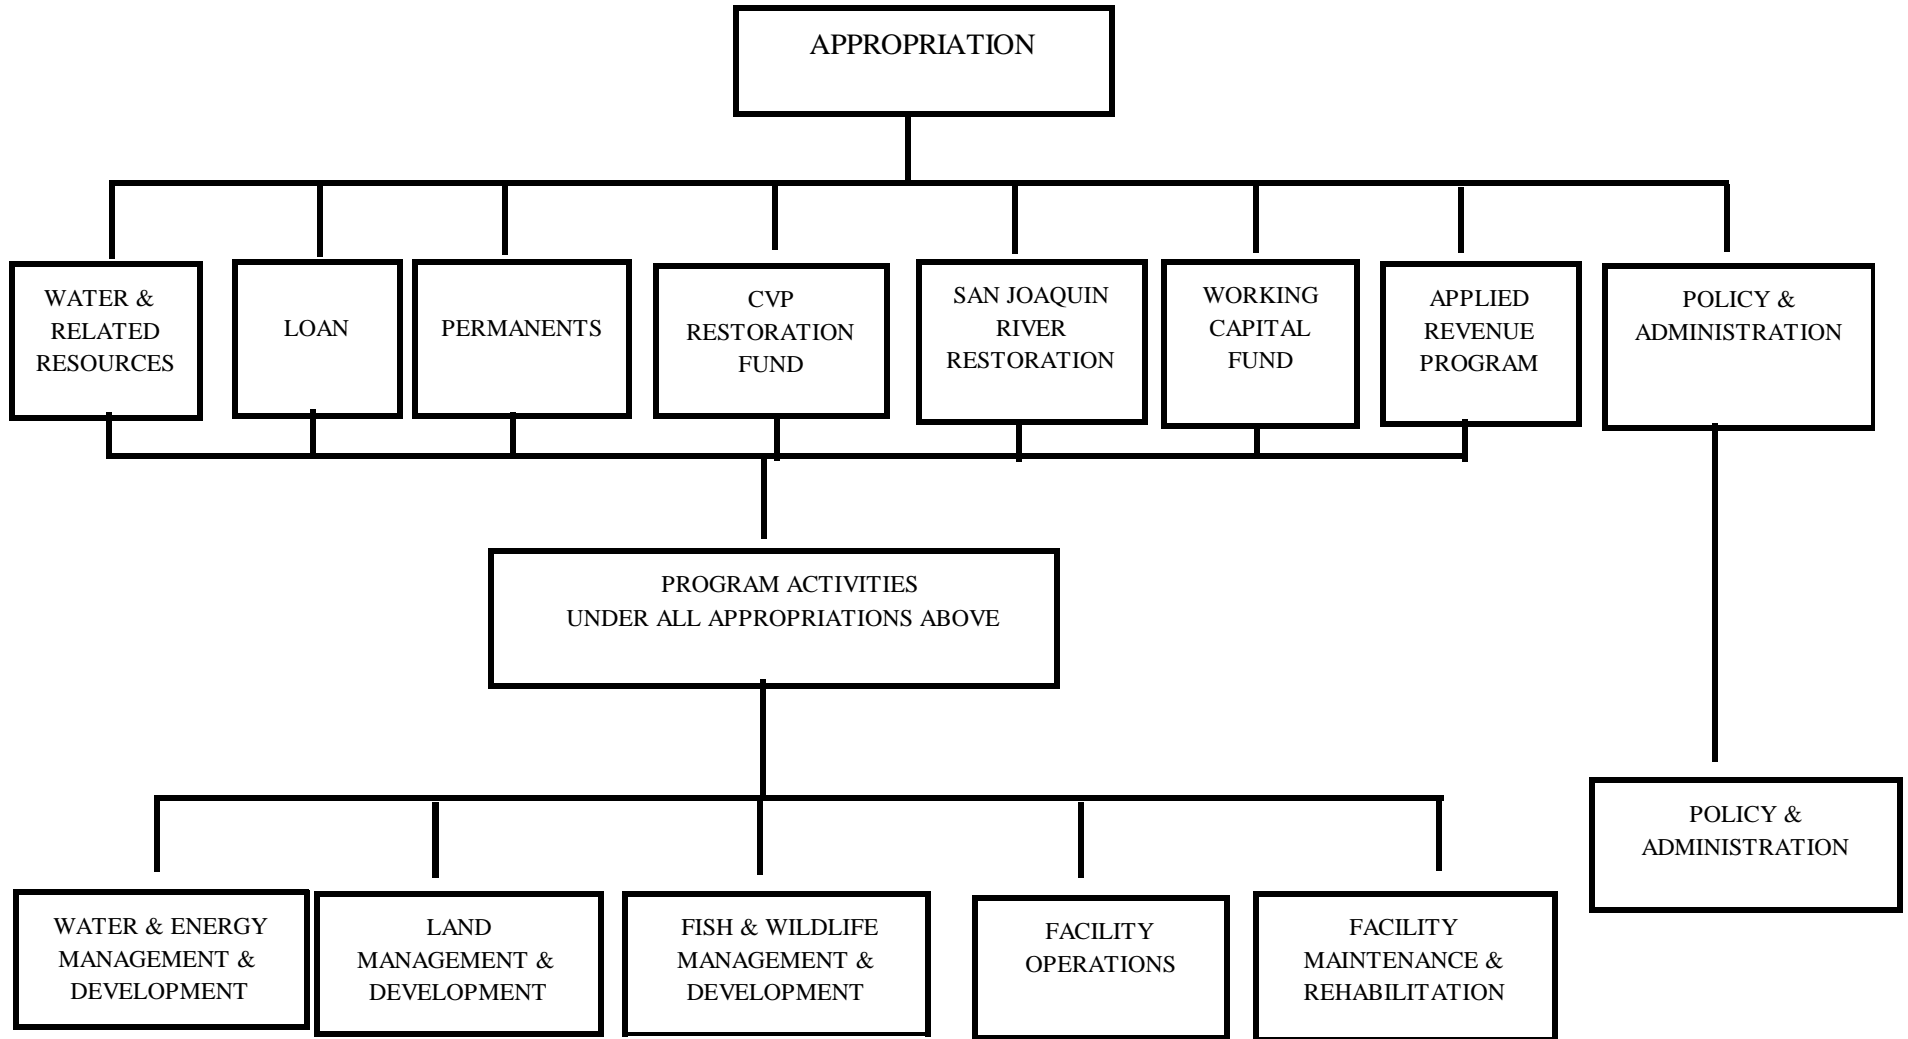 APPROPRIATION
WATER &
RELATED
RESOURCES
LOAN
PERMANENTS
CVP
RESTORATION
FUND
SAN JOAQUIN
RIVER
RESTORATION
WORKING
CAPITAL
FUND
APPLIED
REVENUE
PROGRAM
POLICY &
ADMINISTRATION
PROGRAM ACTIVITIES
UNDER ALL APPROPRIATIONS ABOVE
POLICY &
ADMINISTRATION
WATER & ENERGY
MANAGEMENT &
DEVELOPMENT
LAND
MANAGEMENT &
DEVELOPMENT
FISH & WILDLIFE
MANAGEMENT &
DEVELOPMENT
FACILITY
OPERATIONS
FACILITY
MAINTENANCE &
REHABILITATION